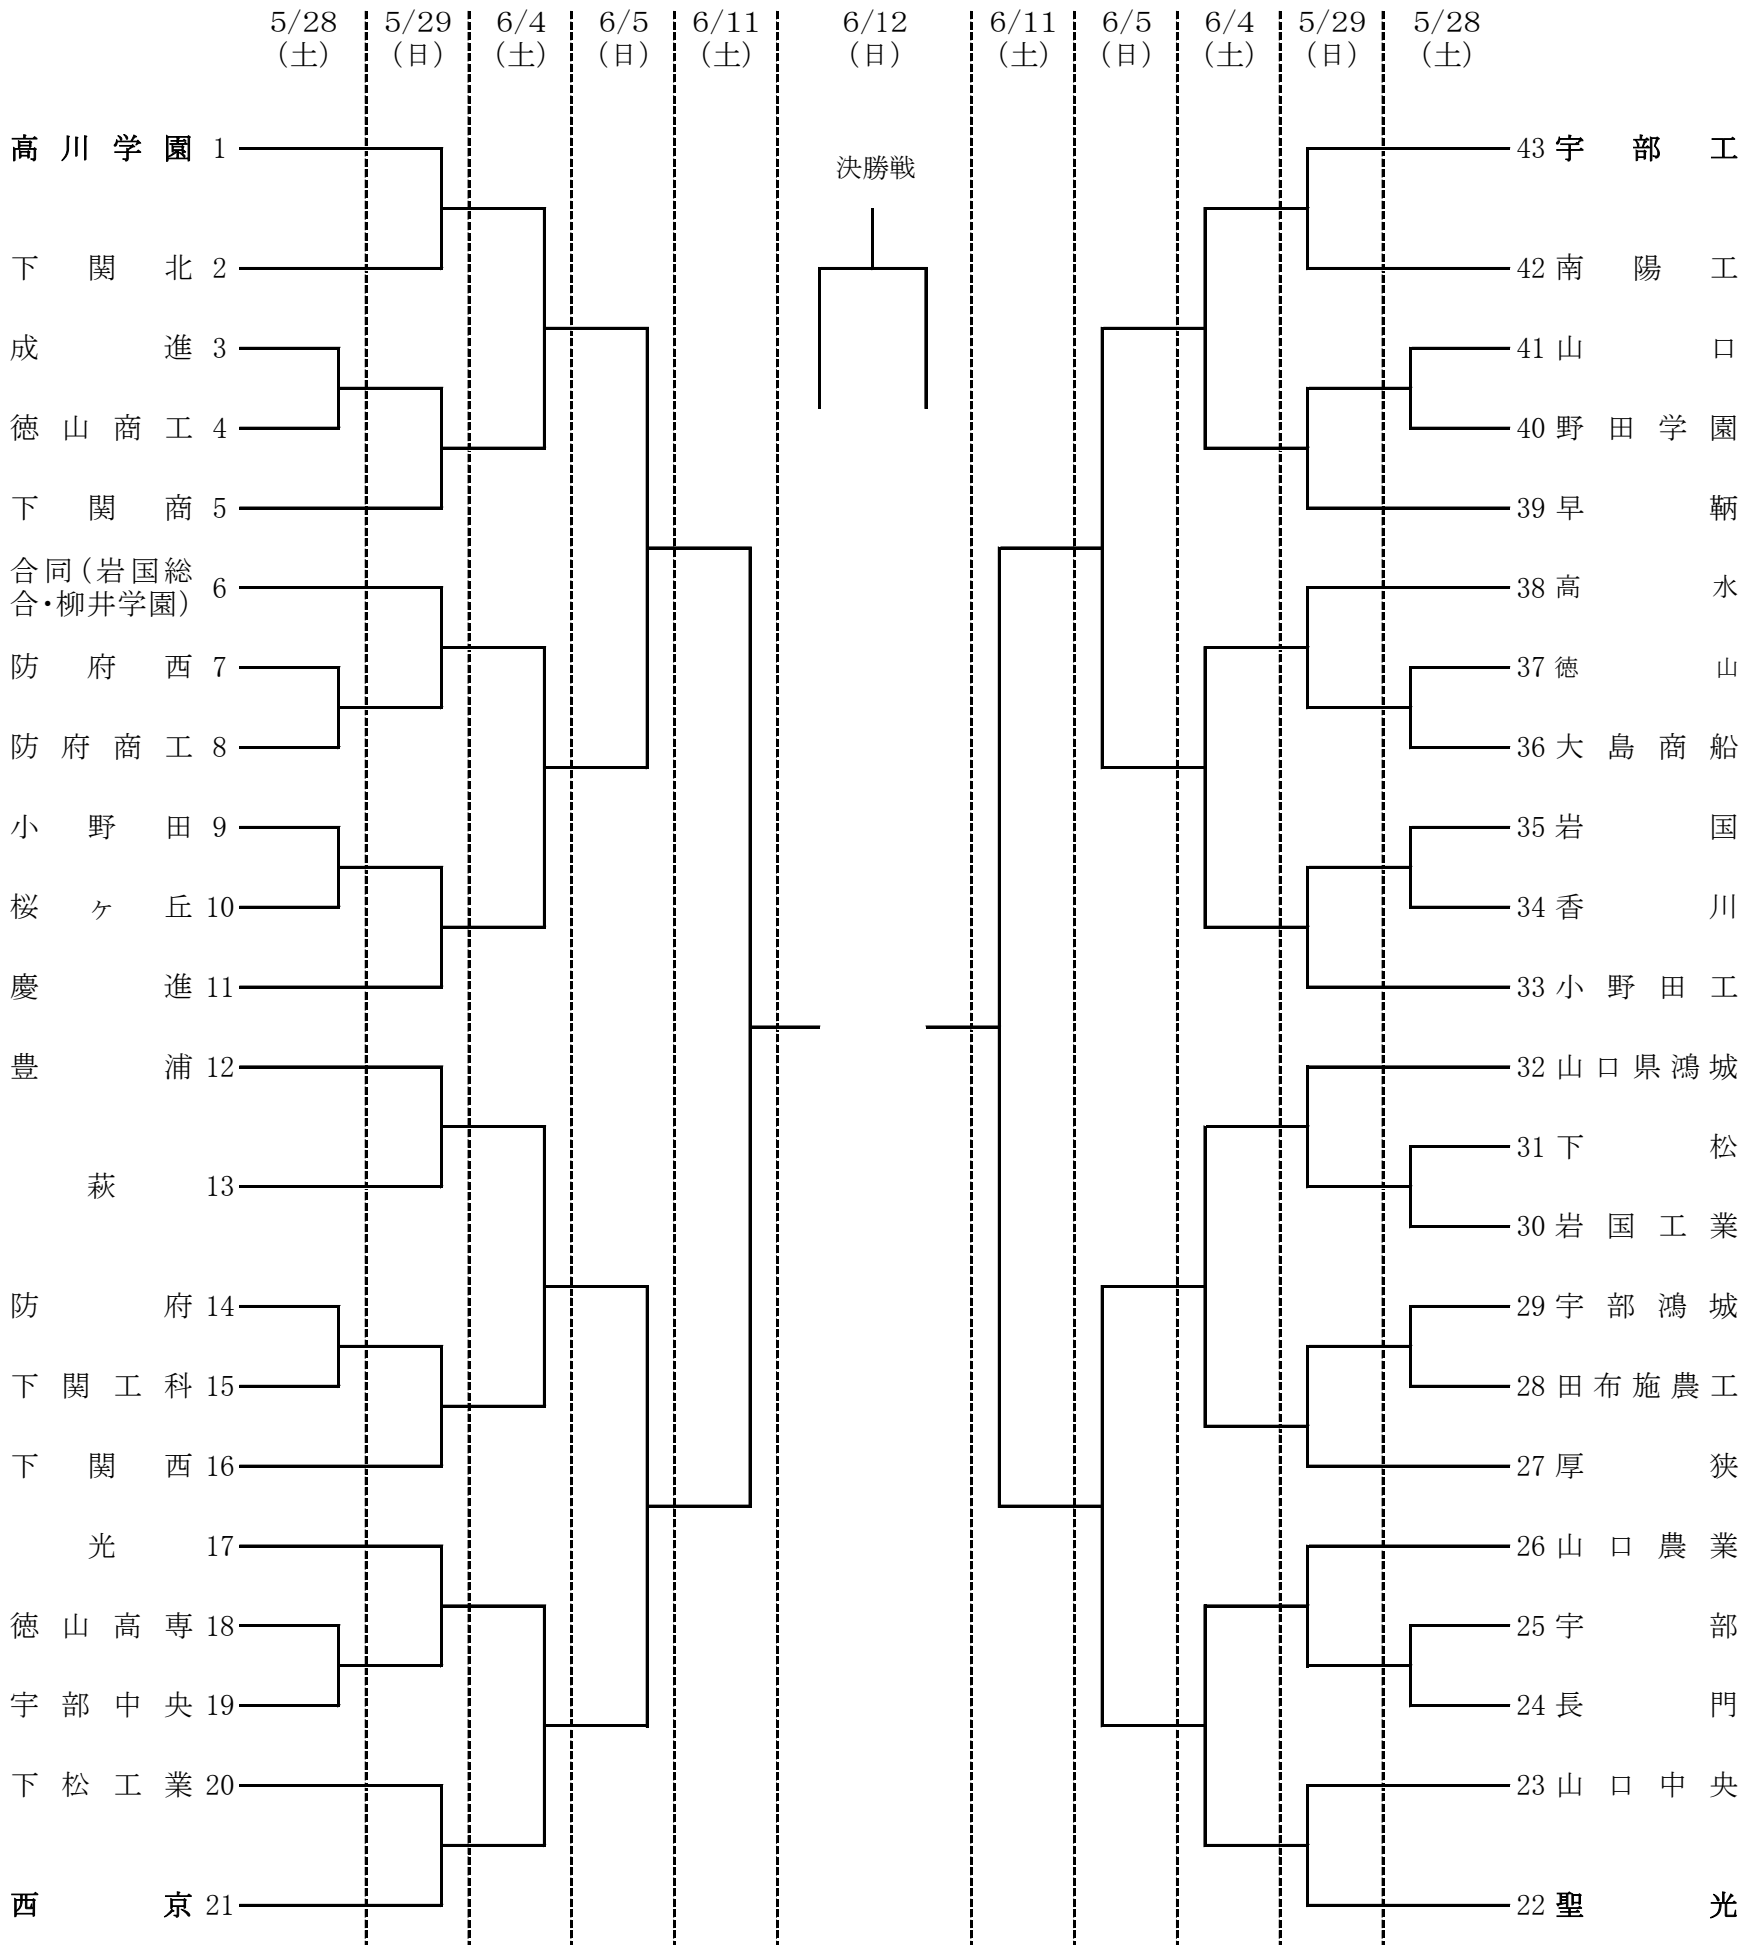 5/28 5/29 6/4 6/5 6/11 6/12 6/11 6/5 6/4 5/29 5/28
(土) (日) (土) (日) (土) (日) (土) (日) (土) (日) (土)
高川学園 1
43 宇部工
決勝戦
下関北 2
42 南陽工
成進 3
41 山口
徳山商工 4
40 野田学園
下関商 5
39 早鞆
合同(岩国総
合・柳井学園) 6
38 高水
防府西 7
37 徳山
防府商工 8
36 大島商船
小野田 9
35 岩国
桜ヶ丘 10
34 香川
慶進 11
33 小野田工
豊浦 12
32 山口県鴻城
31 下松
萩 13
30 岩国工業
防府 14
29 宇部鴻城
下関工科 15
28 田布施農工
下関西 16
27 厚狭
光 17
26 山口農業
徳山高専 18
25 宇部
宇部中央 19
24 長門
下松工業 20
23 山口中央
西京 21
22 聖光